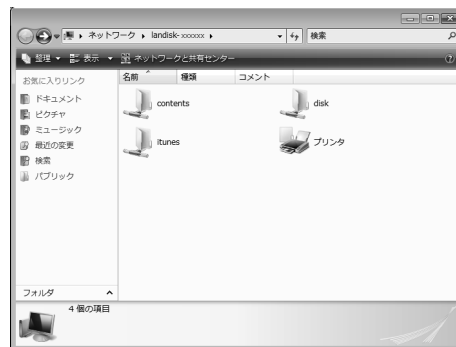 ネットワーク landisk-xxxxxx 検索
整理 表示 ネットワークと共有センター
お気に入りリンク
ドキュメント
ピクチャ
ミュージック
最近の変更
検索
パブリック
フォルダ
名前 種類 コメント
contents disk
itunes プリンタ
4 個の項目